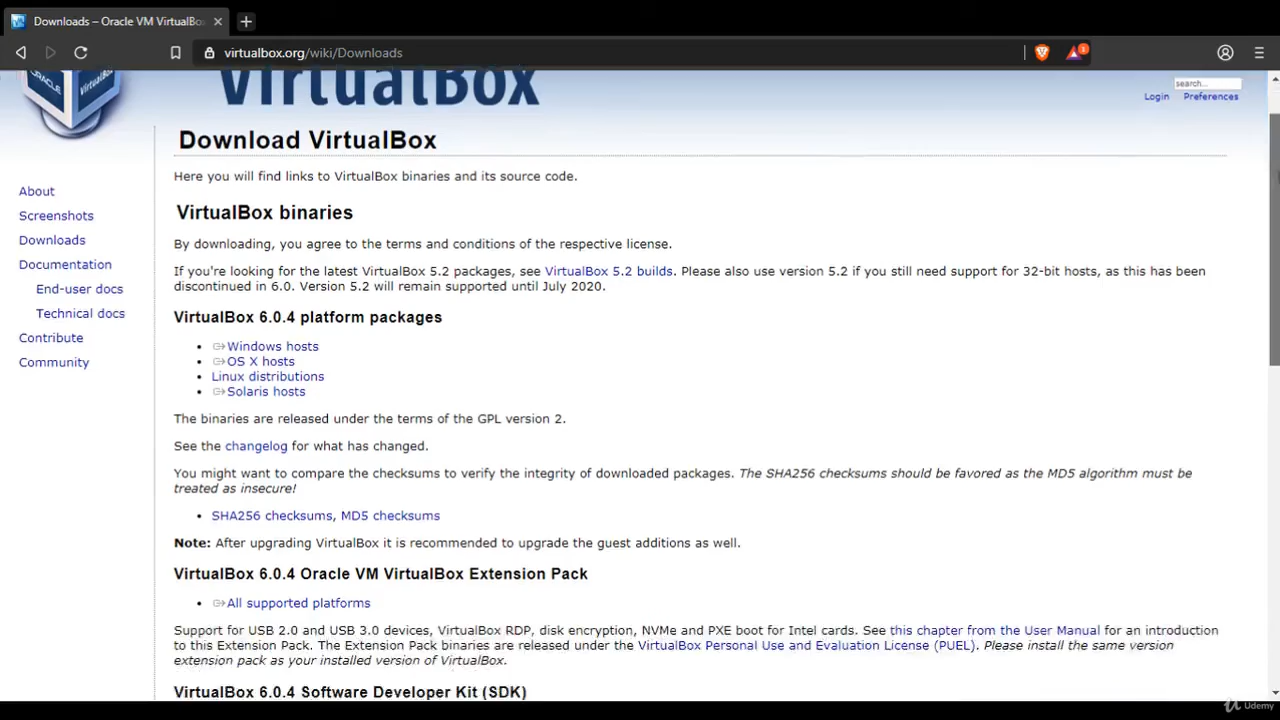 Downloads – Oracle VM VirtualBo
virtualbox.org/wiki/Downloads
1
ORACLE
VirtualBox
VirtualBox
search...
Login Preferences
Download VirtualBox
Here you will find links to VirtualBox binaries and its source code.
About
Screenshots
Downloads
Documentation
End-user docs
Technical docs
Contribute
Community
VirtualBox binaries
By downloading, you agree to the terms and conditions of the respective license.
If you're looking for the latest VirtualBox 5.2 packages, see VirtualBox 5.2 builds. Please also use version 5.2 if you still need support for 32-bit hosts, as this has been
discontinued in 6.0. Version 5.2 will remain supported until July 2020.
VirtualBox 6.0.4 platform packages
• Windows hosts
• OS X hosts
• Linux distributions
• Solaris hosts
The binaries are released under the terms of the GPL version 2.
See the changelog for what has changed.
You might want to compare the checksums to verify the integrity of downloaded packages. The SHA256 checksums should be favored as the MD5 algorithm must be
treated as insecure!
• SHA256 checksums, MD5 checksums
Note: After upgrading VirtualBox it is recommended to upgrade the guest additions as well.
VirtualBox 6.0.4 Oracle VM VirtualBox Extension Pack
• All supported platforms
Support for USB 2.0 and USB 3.0 devices, VirtualBox RDP, disk encryption, NVMe and PXE boot for Intel cards. See this chapter from the User Manual for an introduction
to this Extension Pack. The Extension Pack binaries are released under the VirtualBox Personal Use and Evaluation License (PUEL). Please install the same version
extension pack as your installed version of VirtualBox.
VirtualBox 6.0.4 Software Developer Kit (SDK)
Udemy